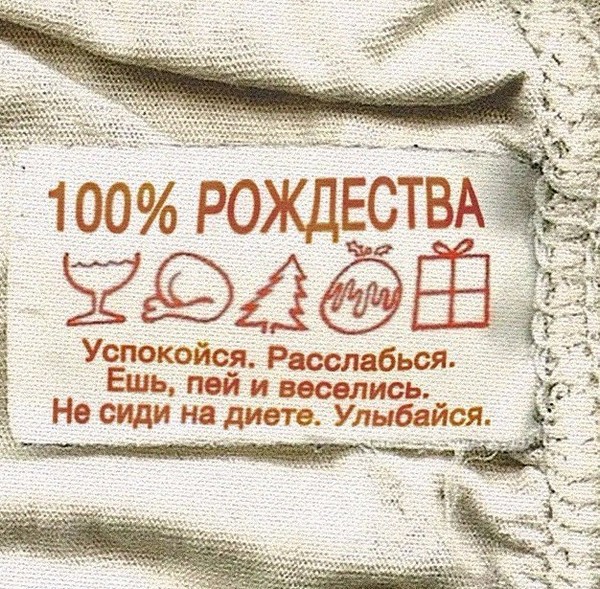 100% РОЖДЕСТВА
Успокойся. Расслабься.
Ешь, пей и веселись.
Не сиди на диете. Улыбайся.